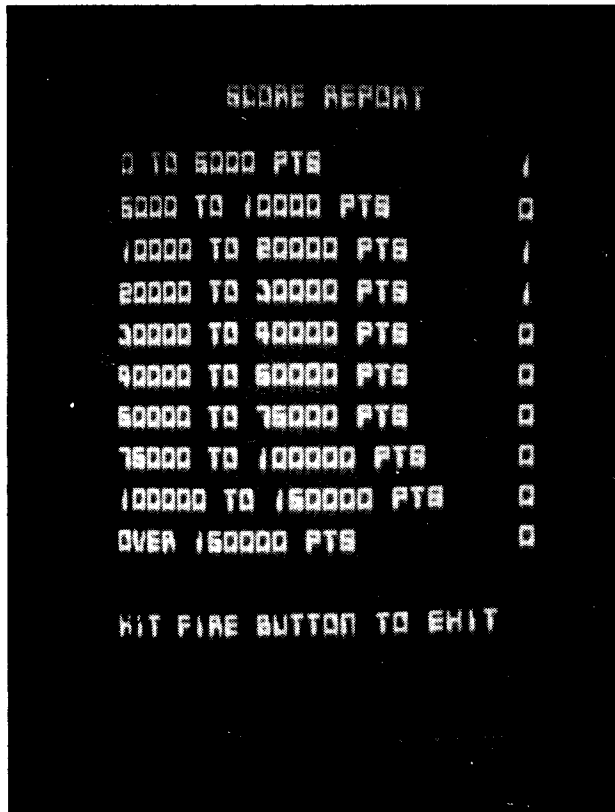 SCORE REPORT
0 TO 5000 PTS 1
5000 TO 10000 PTS 0
10000 TO 20000 PTS 1
20000 TO 30000 PTS 1
30000 TO 40000 PTS 0
40000 TO 50000 PTS 0
50000 TO 75000 PTS 0
75000 TO 100000 PTS 0
100000 TO 150000 PTS 0
OVER 150000 PTS 0
HIT FIRE BUTTON TO EXIT